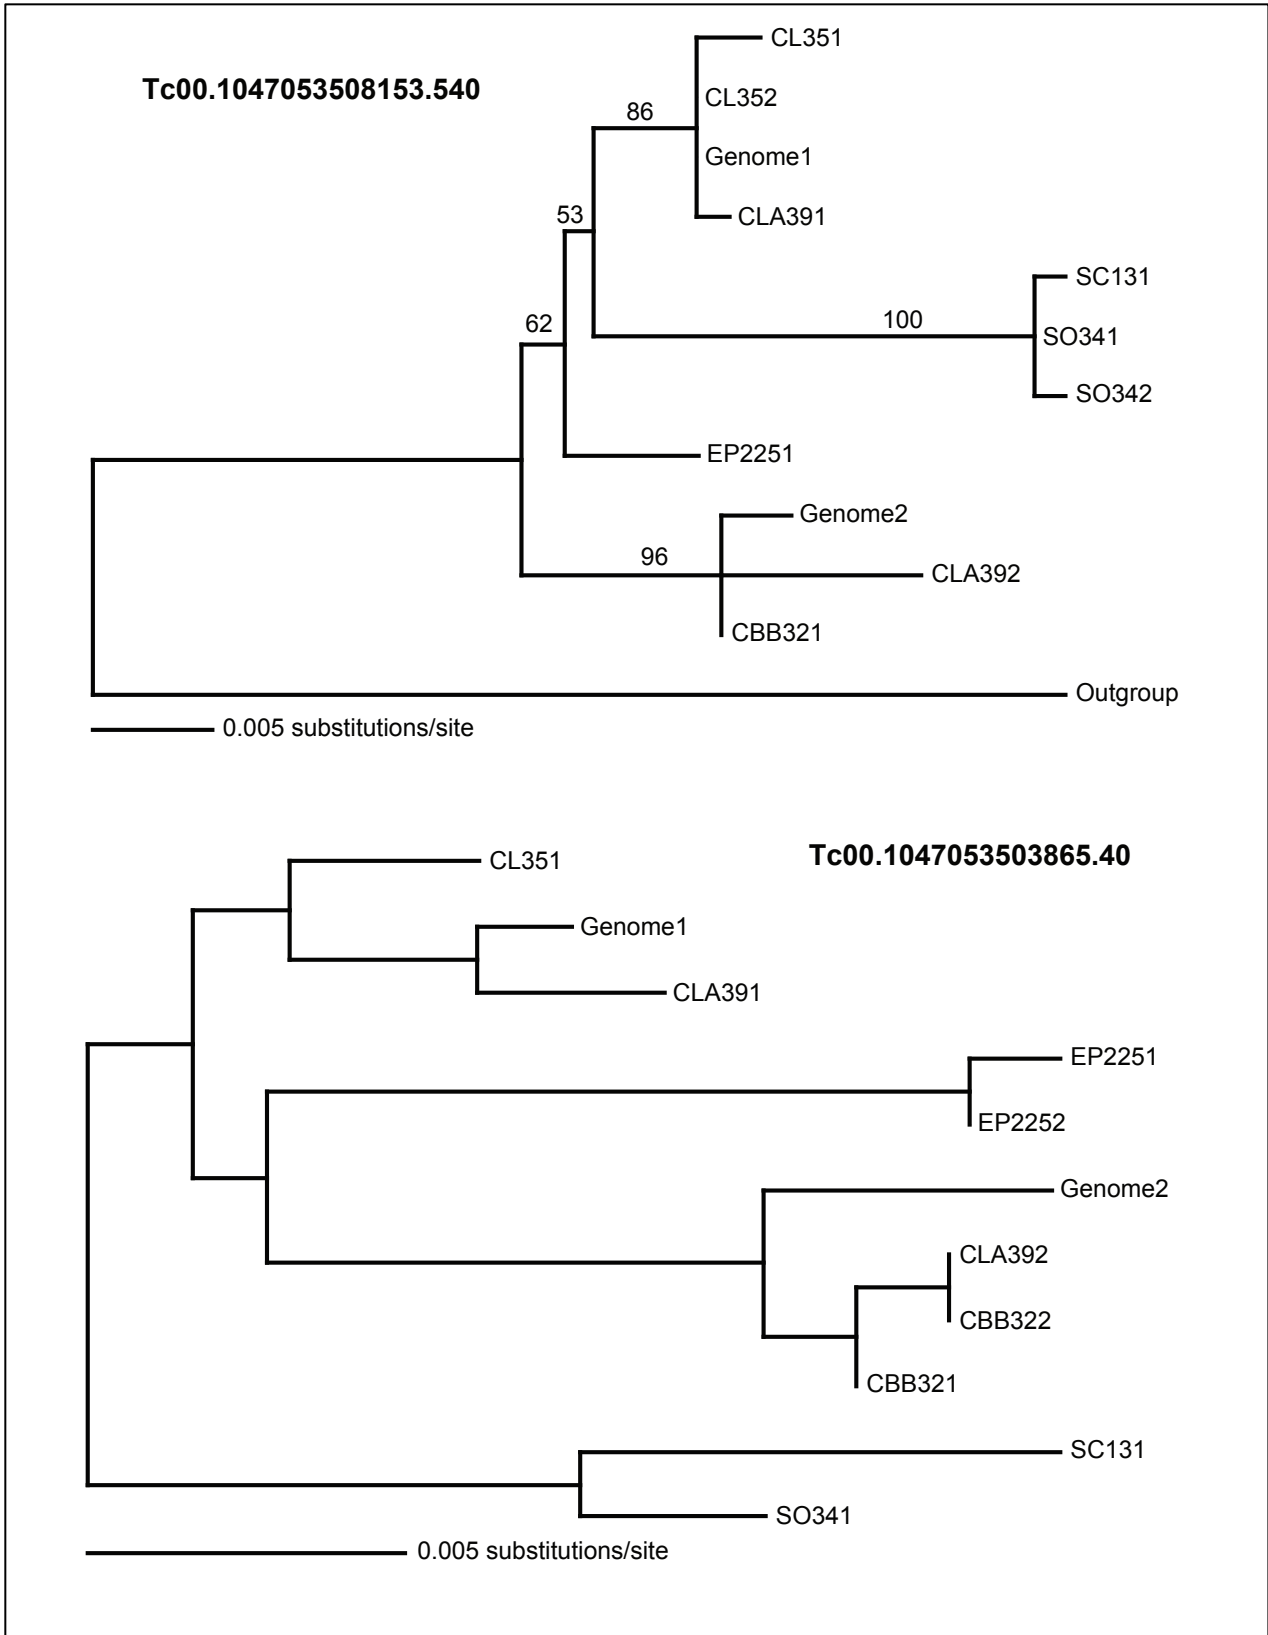 CL351
Tc00.1047053508153.540
CL352
86
Genome1
53
CLA391
SC131
100
62
SO341
SO342
EP2251
Genome2
96
CLA392
CBB321
Outgroup
0.005 substitutions/site
Tc00.1047053503865.40
CL351
Genome1
CLA391
EP2251
EP2252
Genome2
CLA392
CBB322
CBB321
SC131
SO341
0.005 substitutions/site